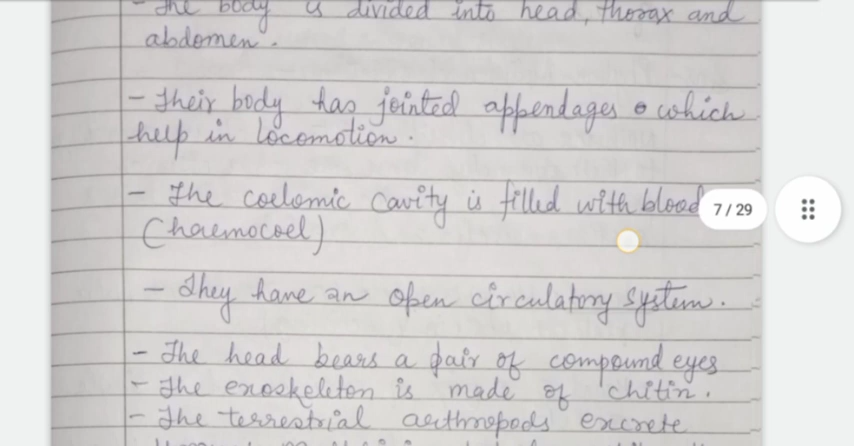 - The body is divided into head, thorax and
abdomen.
- Their body has jointed appendages which
help in locomotion.
- The coelomic cavity is filled with blood
7/29
(haemocoel)
- They have an open circulatory system.
- The head bears a pair of compound eyes
- The exoskeleton is made of chitin.
- The terrestrial arthropods excrete